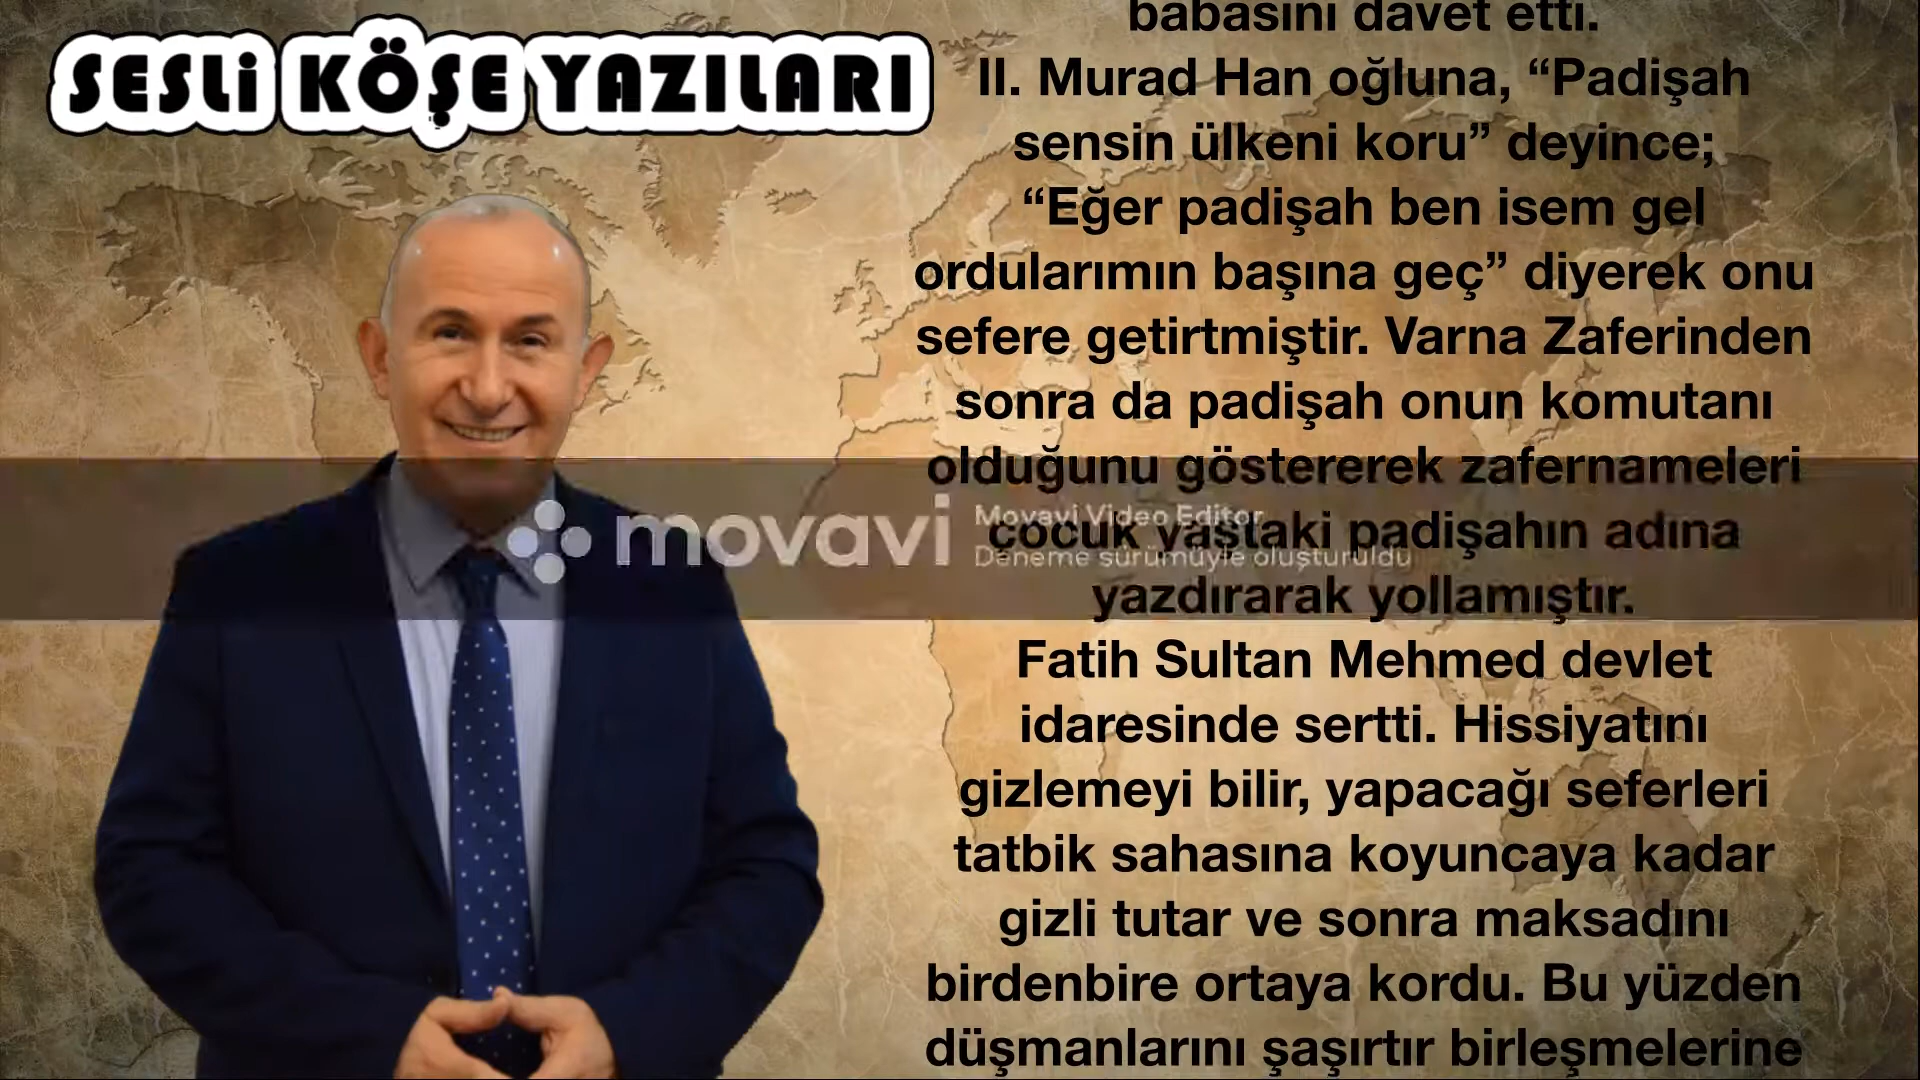 SESLİ KÖŞE YAZILARI
babasını davet etti.
II. Murad Han oğluna, “Padişah
sensin ülkeni koru” deyince;
“Eğer padişah ben isem gel
ordularımın başına geç” diyerek onu
sefere getirtmiştir. Varna Zaferinden
sonra da padişah onun komutanı
olduğunu göstererek zafernameleri
çocuk yaştaki padişahın adına
yazdırarak yollamıştır.
Fatih Sultan Mehmed devlet
idaresinde sertti. Hissiyatını
gizlemeyi bilir, yapacağı seferleri
tatbik sahasına koyuncaya kadar
gizli tutar ve sonra maksadını
birdenbire ortaya kordu. Bu yüzden
düşmanlarını şaşırtır birleşmelerine
movavi
Movavi Video Editor
Deneme sürümüyle oluşturuldu